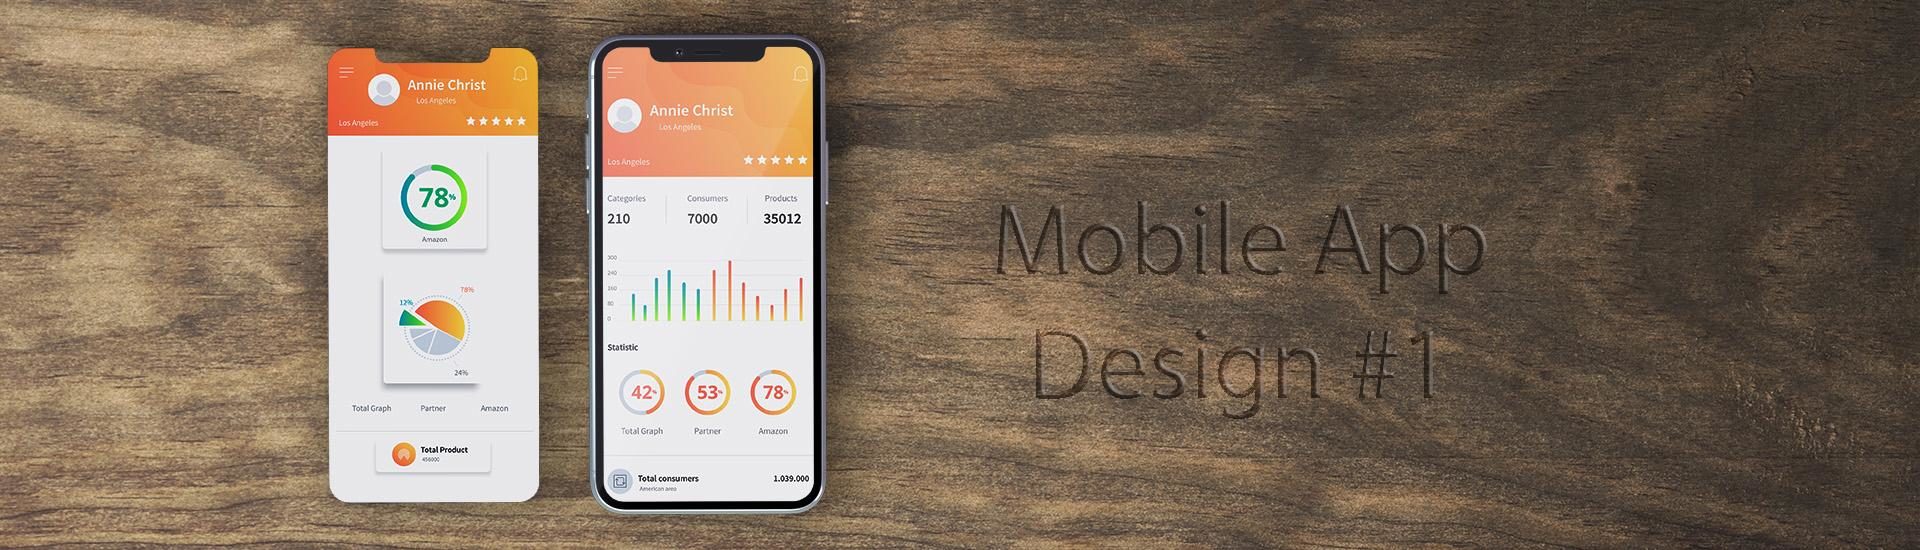 Annie Christ
Los Angeles
Los Angeles
78%
Amazon
12%
78%
24%
Total Graph Partner Amazon
Total Product
456000
Annie Christ
Los Angeles
Los Angeles
Categories Consumers Products
210 7000 35012
300
240
160
80
0
Statistic
42% 53% 78%
Total Graph Partner Amazon
Total consumers 1.039.000
American area
Mobile App
Design #1